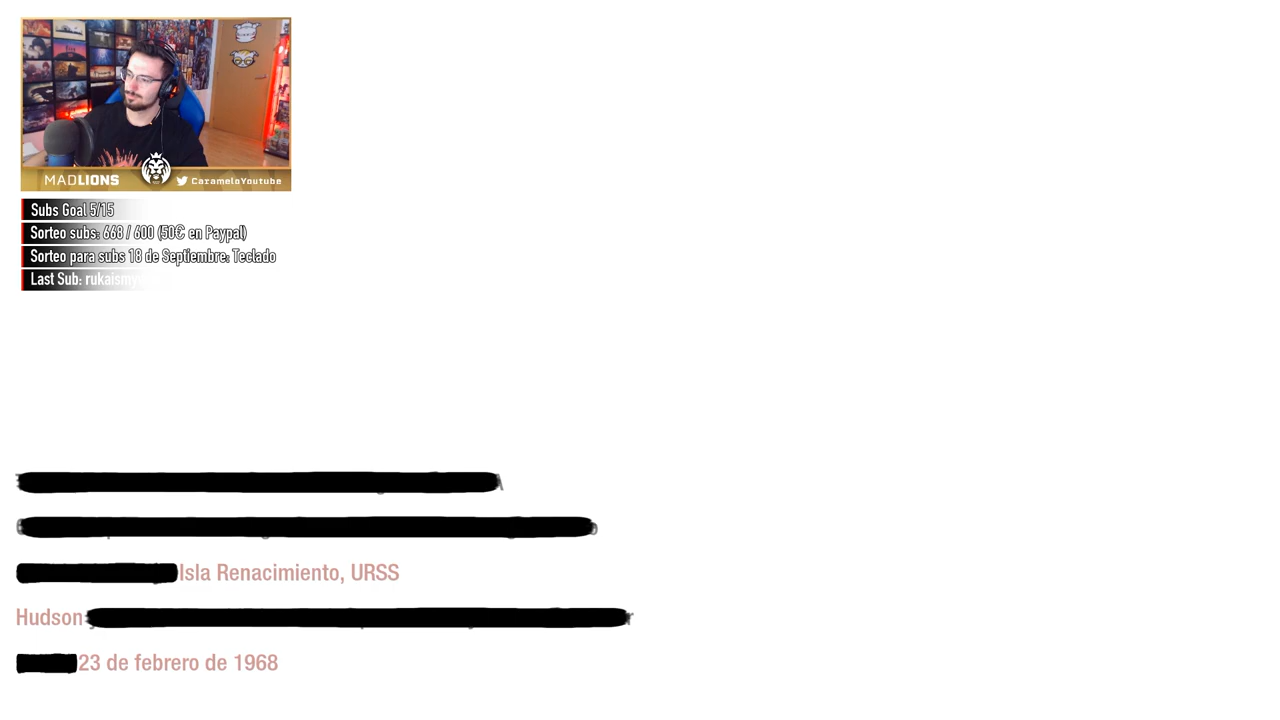 MADLIONS
CarameloYoutube
Subs Goal 5/15
Sorteo subs: 668 / 600 (50€ en Paypal)
Sorteo para subs 18 de Septiembre: Teclado
Last Sub:
Isla Renacimiento, URSS
Hudson
23 de febrero de 1968